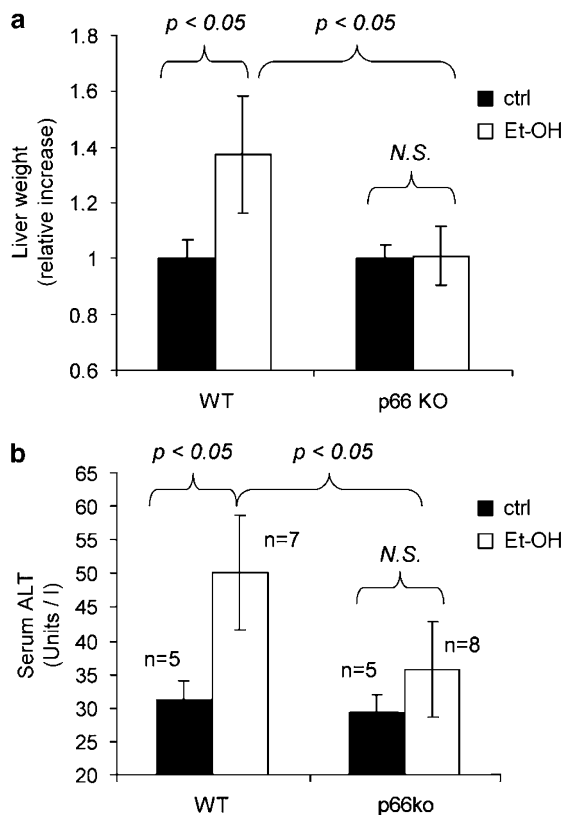 a
p < 0.05 p < 0.05
Liver weight
(relative increase)
1.8
1.6
1.4
1.2
1
0.8
0.6
ctrl
Et-OH
N.S.
WT p66 KO
b
p < 0.05 p < 0.05
Serum ALT
(Units / l)
65
60
55
50
45
40
35
30
25
20
ctrl
Et-OH
n=7
N.S.
n=5 n=5 n=8
WT p66ko